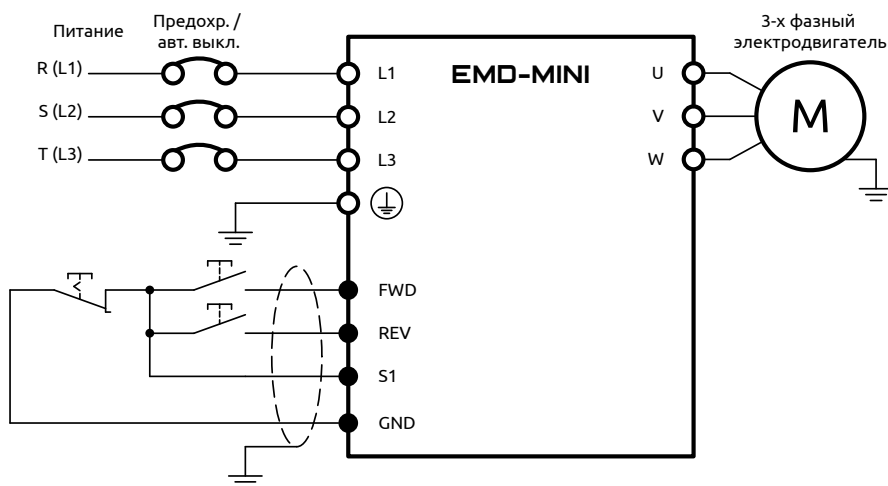 Питание
Предохр. /
авт. выкл.
3-х фазный
электродвигатель
EMD-MINI
R (L1)
L1
U
S (L2)
L2
V
M
T (L3)
L3
W
FWD
REV
S1
GND